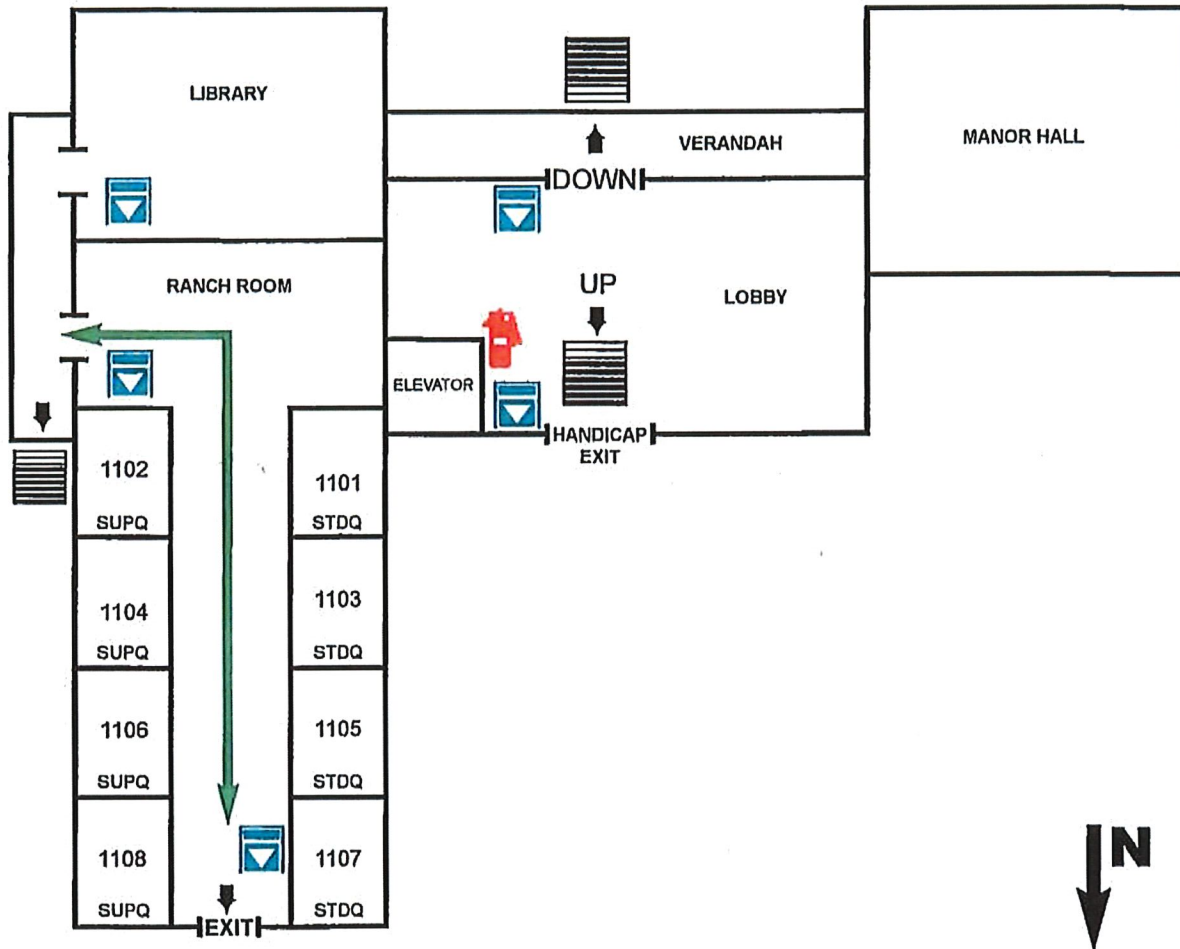 LIBRARY
VERANDAH
MANOR HALL
DOWN
RANCH ROOM
UP
LOBBY
ELEVATOR
HANDICAP
EXIT
1102
SUPQ
1101
STDQ
1104
SUPQ
1103
STDQ
1106
SUPQ
1105
STDQ
1108
SUPQ
1107
STDQ
EXIT
N